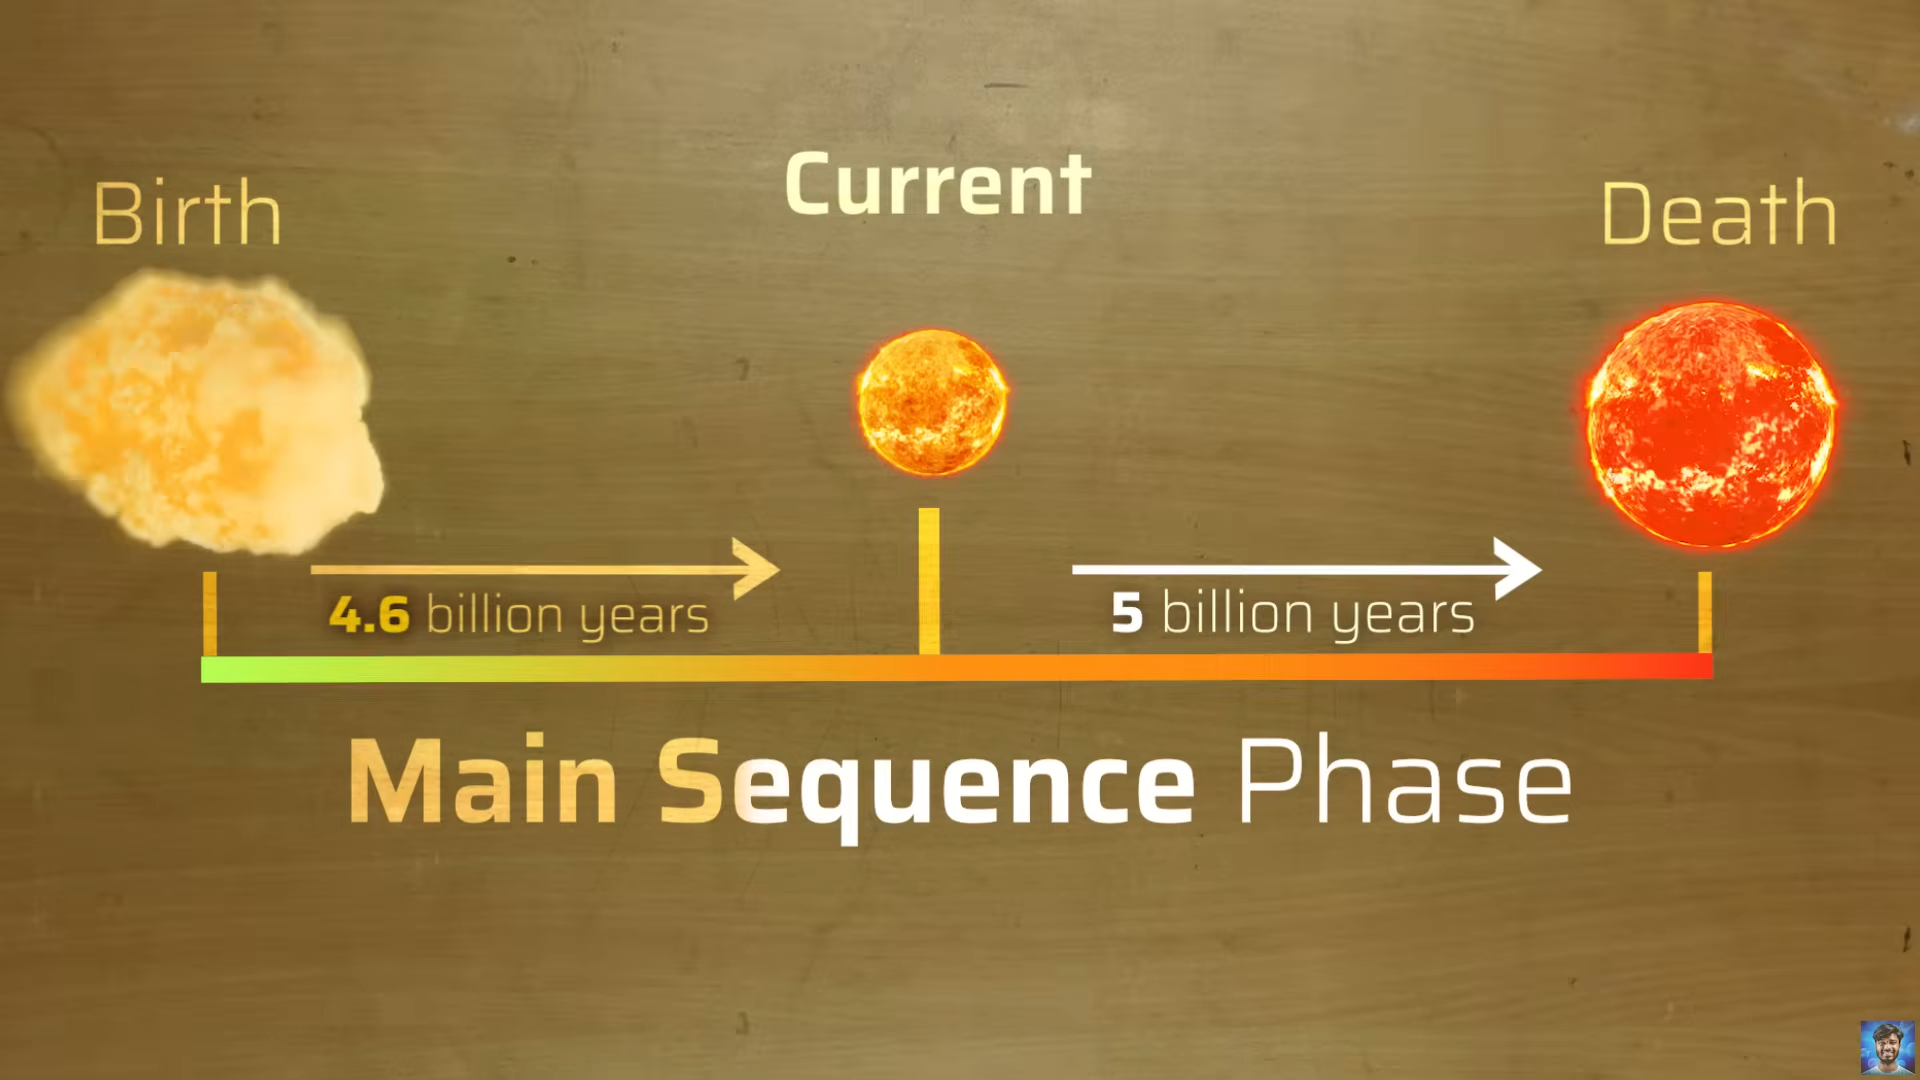 Birth
Current
Death
4.6 billion years
5 billion years
Main Sequence Phase